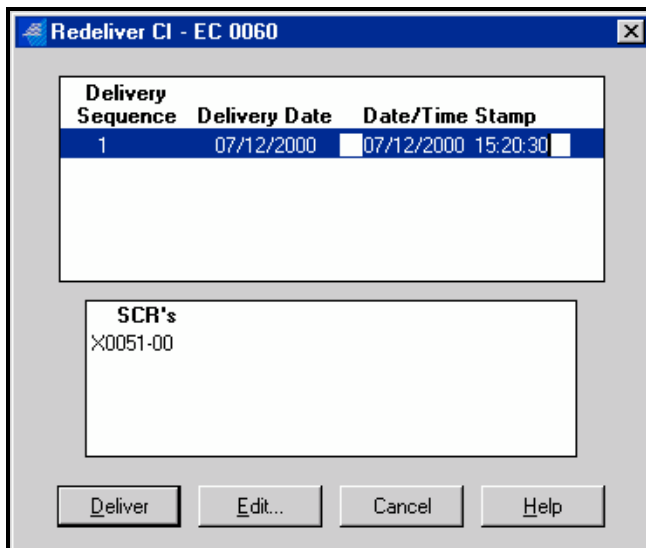 Redeliver CI - EC 0060
Delivery
Sequence Delivery Date Date/Time Stamp
1 07/12/2000 07/12/2000 15:20:30
SCR's
X0051-00
Deliver Edit... Cancel Help